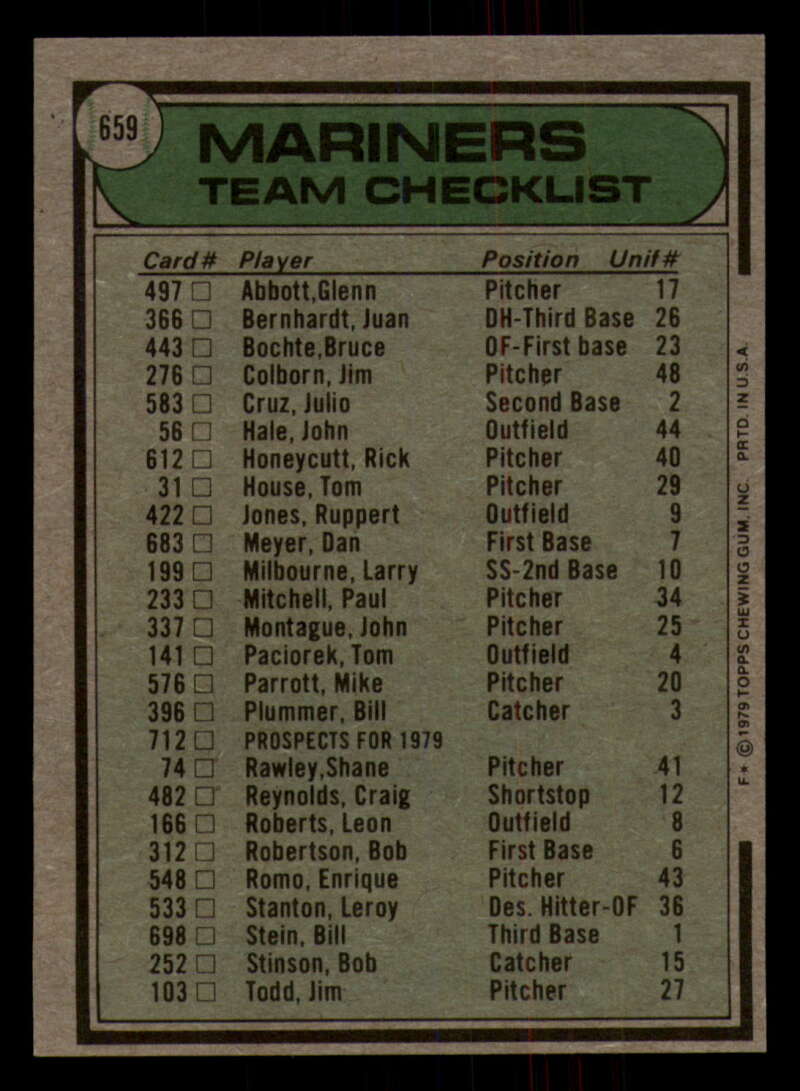 659
MARINERS
TEAM CHECKLIST
Card# Player Position Unif#
497 Abbott,Glenn Pitcher 17
366 Bernhardt, Juan DH-Third Base 26
443 Bochte,Bruce OF-First base 23
276 Colborn, Jim Pitcher 48
583 Cruz, Julio Second Base 2
56 Hale, John Outfield 44
612 Honeycutt, Rick Pitcher 40
31 House, Tom Pitcher 29
422 Jones, Ruppert Outfield 9
683 Meyer, Dan First Base 7
199 Milbourne, Larry SS-2nd Base 10
233 Mitchell, Paul Pitcher 34
337 Montague, John Pitcher 25
141 Paciorek, Tom Outfield 4
576 Parrott, Mike Pitcher 20
396 Plummer, Bill Catcher 3
712 PROSPECTS FOR 1979
74 Rawley,Shane Pitcher 41
482 Reynolds, Craig Shortstop 12
166 Roberts, Leon Outfield 8
312 Robertson, Bob First Base 6
548 Romo, Enrique Pitcher 43
533 Stanton, Leroy Des. Hitter-OF 36
698 Stein, Bill Third Base 1
252 Stinson, Bob Catcher 15
103 Todd, Jim Pitcher 27
F* © 1979 TOPPS CHEWING GUM, INC. PRTD. IN U.S.A.